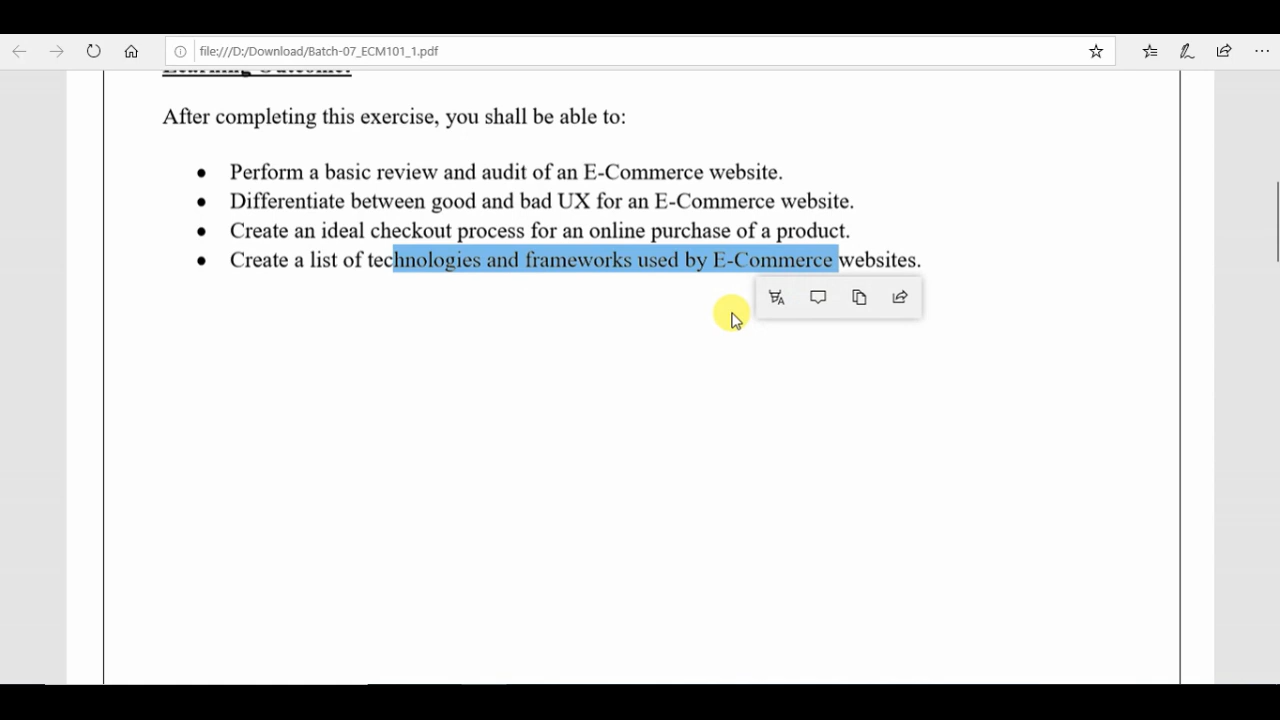 file:///D:/Download/Batch-07_ECM101_1.pdf
Learning Outcome:
After completing this exercise, you shall be able to:
• Perform a basic review and audit of an E-Commerce website.
• Differentiate between good and bad UX for an E-Commerce website.
• Create an ideal checkout process for an online purchase of a product.
• Create a list of technologies and frameworks used by E-Commerce websites.